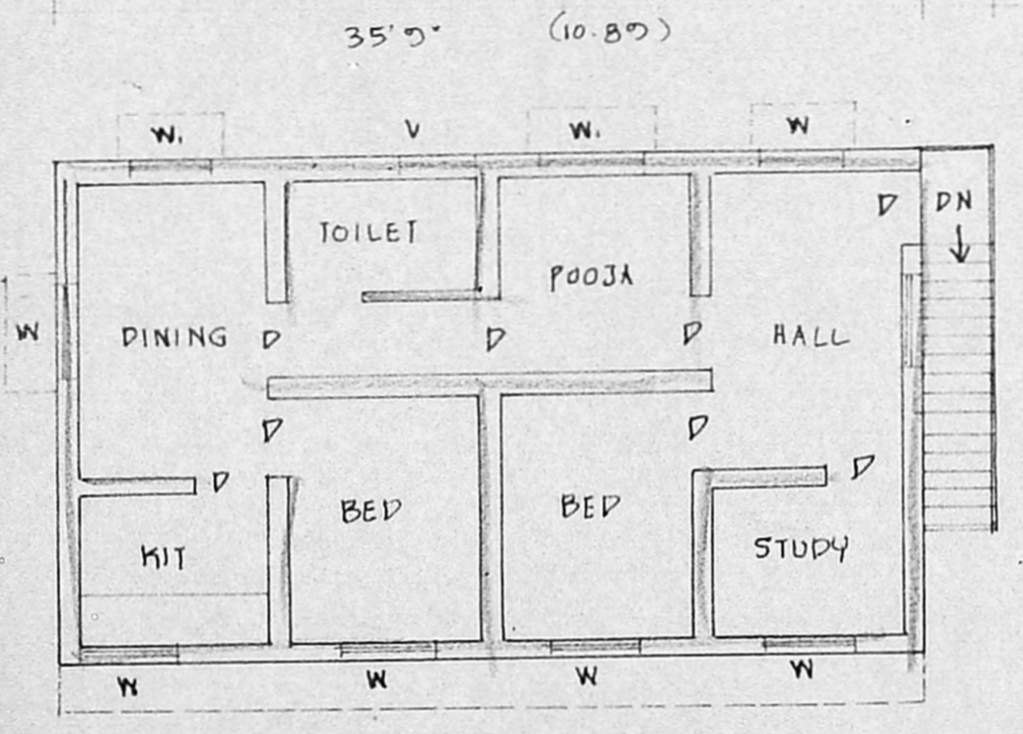 35'9" (10.89)
W. V W. W
D DN
TOILET
POOJA
W DINING D D D HALL
D D
D BED BED D
KIT STUDY
W W W W